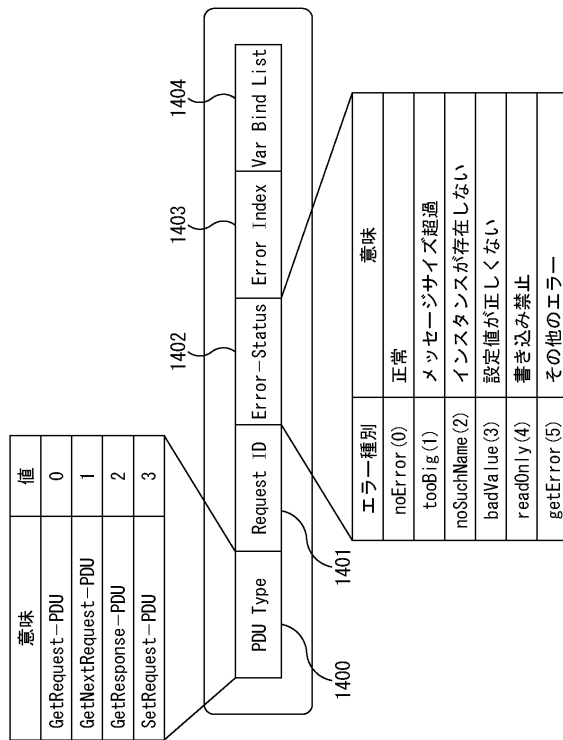 意味 値
GetRequest-PDU 0
GetNextRequest-PDU 1
GetResponse-PDU 2
SetRequest-PDU 3
1402 1403 1404
PDU Type Request ID Error-Status Error Index Var Bind List
1400 1401
エラー種別 意味
noError(0) 正常
tooBig(1) メッセージサイズ超過
noSuchName(2) インスタンスが存在しない
badValue(3) 設定値が正しくない
readOnly(4) 書き込み禁止
getError(5) その他のエラー